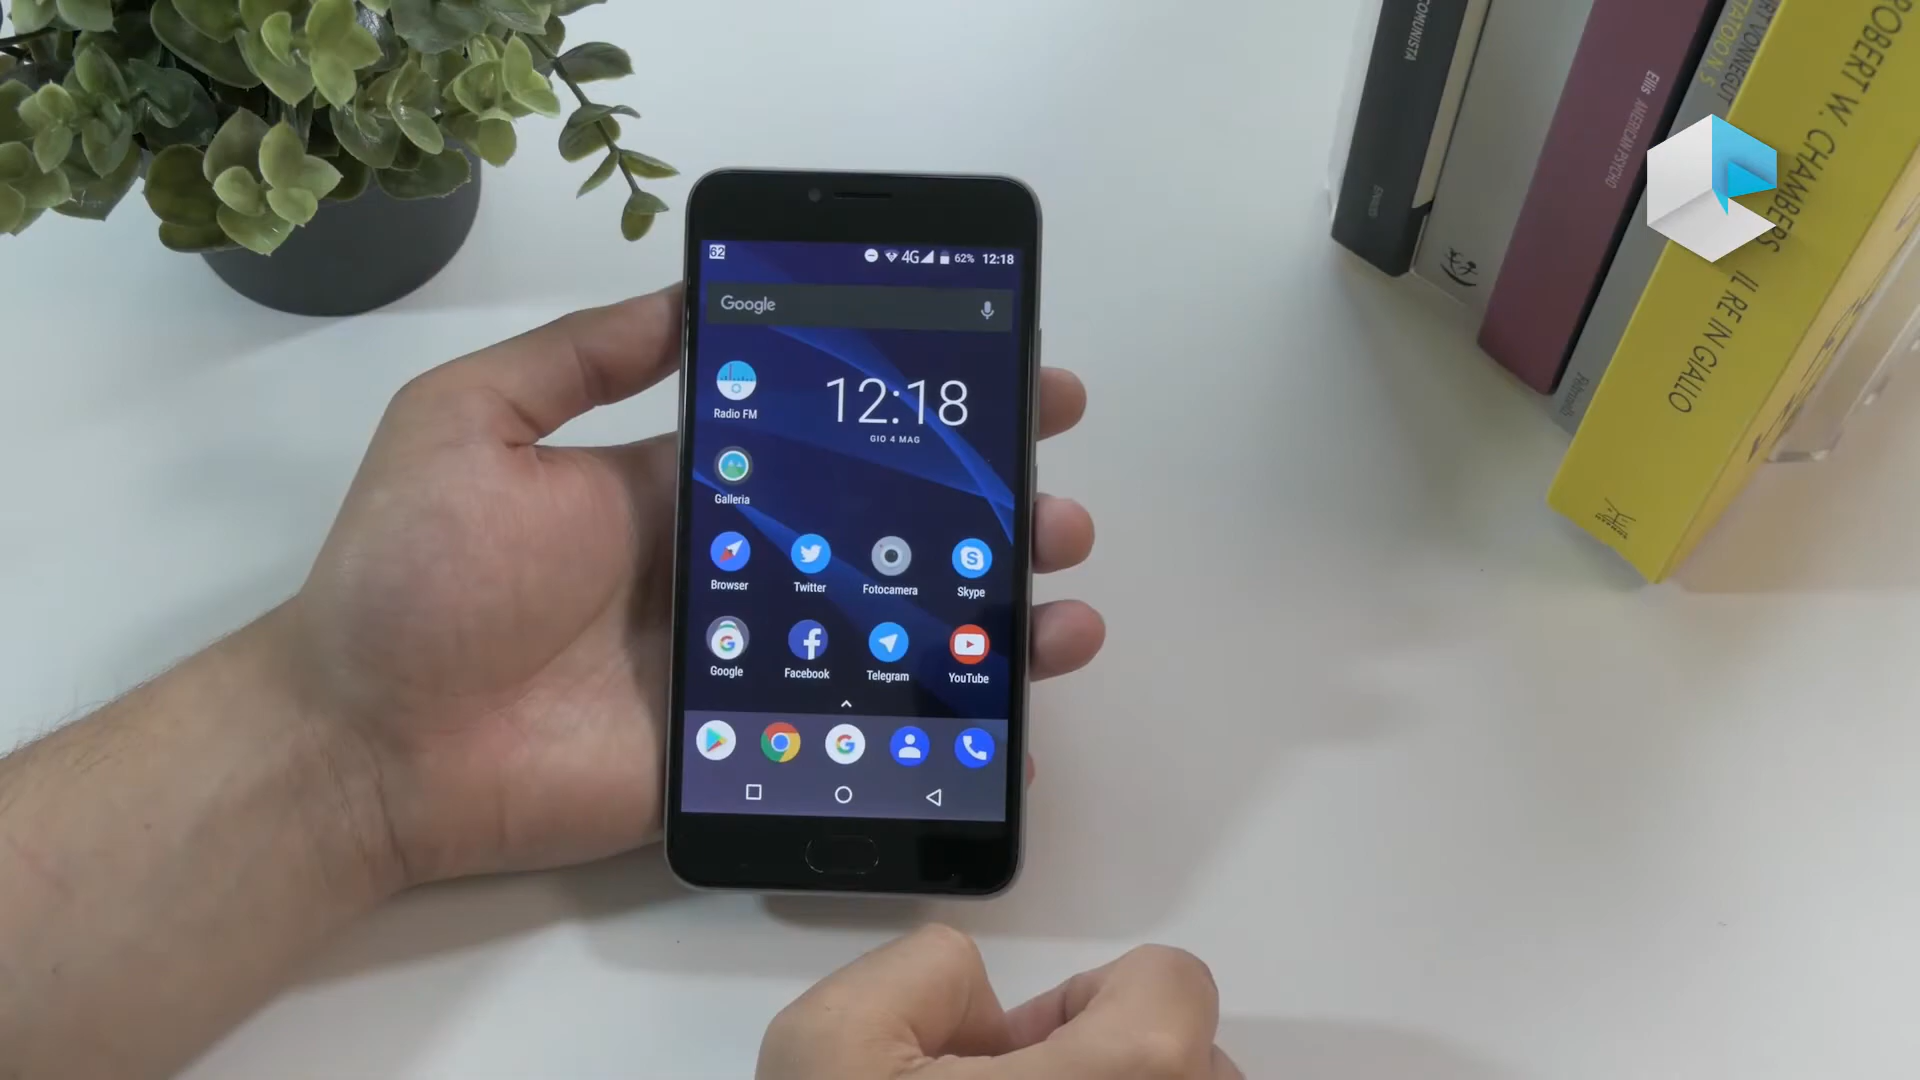 62
4G 62% 12:18
Google
12:18
GIO 4 MAG
Radio FM
Galleria
Browser
Twitter
Fotocamera
Skype
Google
Facebook
Telegram
YouTube
COMUNISTA
Ellis AMERICAN PSYCHO
ROBERT W. CHAMBERS IL RE IN GIALLO